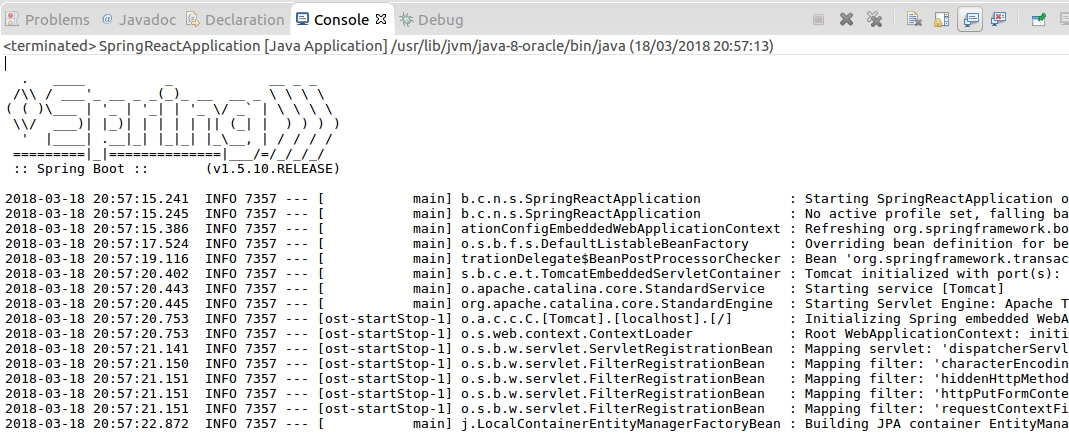 Problems @ Javadoc Declaration Console Debug
<terminated> SpringReactApplication [Java Application] /usr/lib/jvm/java-8-oracle/bin/java (18/03/2018 20:57:13)
  .   ____          _            __ _ _
 /\\ / ___'_ __ _ _(_)_ __  __ _ \ \ \ \
( ( )\___ | '_ | '_| | '_ \/ _` | \ \ \ \
 \\/  ___)| |_)| | | | | || (_| |  ) ) ) )
  '  |____| .__|_| |_|_| |_\__, | / / / /
 =========|_|==============|___/=/_/_/_/
 :: Spring Boot ::        (v1.5.10.RELEASE)
2018-03-18 20:57:15.241  INFO 7357 --- [           main] b.c.n.s.SpringReactApplication           : Starting SpringReactApplication o
2018-03-18 20:57:15.245  INFO 7357 --- [           main] b.c.n.s.SpringReactApplication           : No active profile set, falling ba
2018-03-18 20:57:15.386  INFO 7357 --- [           main] ationConfigEmbeddedWebApplicationContext : Refreshing org.springframework.bo
2018-03-18 20:57:17.524  INFO 7357 --- [           main] o.s.b.f.s.DefaultListableBeanFactory     : Overriding bean definition for be
2018-03-18 20:57:19.116  INFO 7357 --- [           main] trationDelegate$BeanPostProcessorChecker : Bean 'org.springframework.transac
2018-03-18 20:57:20.402  INFO 7357 --- [           main] s.b.c.e.t.TomcatEmbeddedServletContainer : Tomcat initialized with port(s):
2018-03-18 20:57:20.443  INFO 7357 --- [           main] o.apache.catalina.core.StandardService   : Starting service [Tomcat]
2018-03-18 20:57:20.445  INFO 7357 --- [           main] org.apache.catalina.core.StandardEngine  : Starting Servlet Engine: Apache T
2018-03-18 20:57:20.753  INFO 7357 --- [ost-startStop-1] o.a.c.c.C.[Tomcat].[localhost].[/]       : Initializing Spring embedded WebA
2018-03-18 20:57:20.753  INFO 7357 --- [ost-startStop-1] o.s.web.context.ContextLoader            : Root WebApplicationContext: initi
2018-03-18 20:57:21.141  INFO 7357 --- [ost-startStop-1] o.s.b.w.servlet.ServletRegistrationBean  : Mapping servlet: 'dispatcherServl
2018-03-18 20:57:21.150  INFO 7357 --- [ost-startStop-1] o.s.b.w.servlet.FilterRegistrationBean   : Mapping filter: 'characterEncodin
2018-03-18 20:57:21.151  INFO 7357 --- [ost-startStop-1] o.s.b.w.servlet.FilterRegistrationBean   : Mapping filter: 'hiddenHttpMethod
2018-03-18 20:57:21.151  INFO 7357 --- [ost-startStop-1] o.s.b.w.servlet.FilterRegistrationBean   : Mapping filter: 'httpPutFormConte
2018-03-18 20:57:21.151  INFO 7357 --- [ost-startStop-1] o.s.b.w.servlet.FilterRegistrationBean   : Mapping filter: 'requestContextFi
2018-03-18 20:57:22.872  INFO 7357 --- [           main] j.LocalContainerEntityManagerFactoryBean : Building JPA container EntityMana